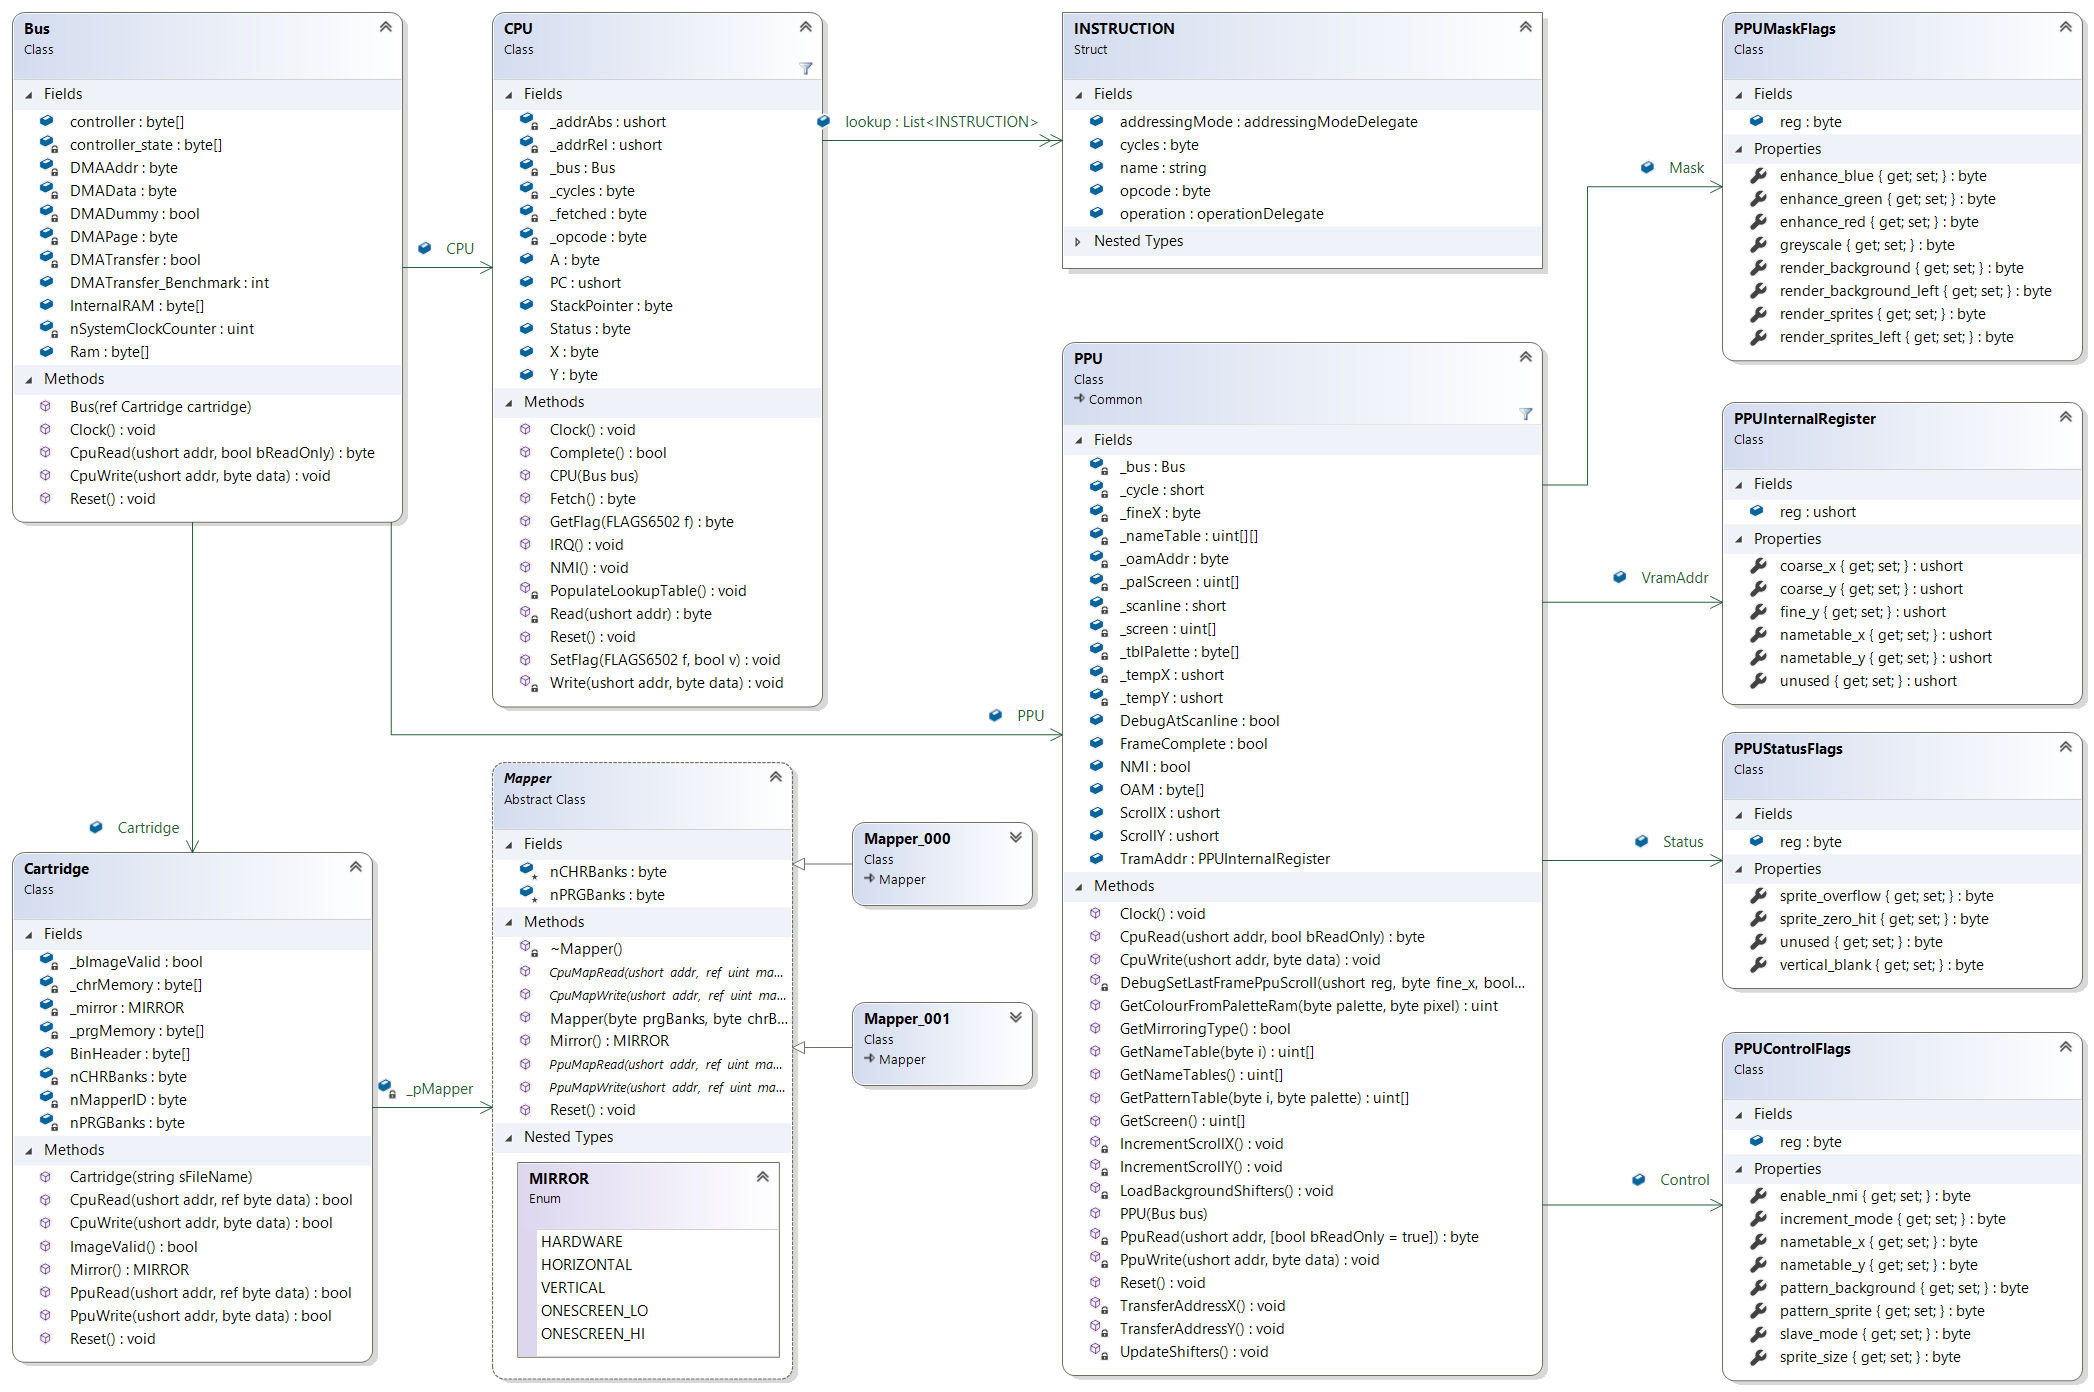 Bus
Class
Fields
controller : byte[]
controller_state : byte[]
DMAAddr : byte
DMAData : byte
DMADummy : bool
DMAPage : byte
DMATransfer : bool
DMATransfer_Benchmark : int
InternalRAM : byte[]
nSystemClockCounter : uint
Ram : byte[]
Methods
Bus(ref Cartridge cartridge)
Clock() : void
CpuRead(ushort addr, bool bReadOnly) : byte
CpuWrite(ushort addr, byte data) : void
Reset() : void
CPU
CPU
Class
Fields
_addrAbs : ushort
_addrRel : ushort
_bus : Bus
_cycles : byte
_fetched : byte
_opcode : byte
A : byte
PC : ushort
StackPointer : byte
Status : byte
X : byte
Y : byte
Methods
Clock() : void
Complete() : bool
CPU(Bus bus)
Fetch() : byte
GetFlag(FLAGS6502 f) : byte
IRQ() : void
NMI() : void
PopulateLookupTable() : void
Read(ushort addr) : byte
Reset() : void
SetFlag(FLAGS6502 f, bool v) : void
Write(ushort addr, byte data) : void
lookup : List<INSTRUCTION>
INSTRUCTION
Struct
Fields
addressingMode : addressingModeDelegate
cycles : byte
name : string
opcode : byte
operation : operationDelegate
Nested Types
PPU
PPU
Class
Common
Fields
_bus : Bus
_cycle : short
_fineX : byte
_nameTable : uint[][]
_oamAddr : byte
_palScreen : uint[]
_scanline : short
_screen : uint[]
_tblPalette : byte[]
_tempX : ushort
_tempY : ushort
DebugAtScanline : bool
FrameComplete : bool
NMI : bool
OAM : byte[]
ScrollX : ushort
ScrollY : ushort
TramAddr : PPUInternalRegister
Methods
Clock() : void
CpuRead(ushort addr, bool bReadOnly) : byte
CpuWrite(ushort addr, byte data) : void
DebugSetLastFramePpuScroll(ushort reg, byte fine_x, bool...
GetColourFromPaletteRam(byte palette, byte pixel) : uint
GetMirroringType() : bool
GetNameTable(byte i) : uint[]
GetNameTables() : uint[]
GetPatternTable(byte i, byte palette) : uint[]
GetScreen() : uint[]
IncrementScrollX() : void
IncrementScrollY() : void
LoadBackgroundShifters() : void
PPU(Bus bus)
PpuRead(ushort addr, [bool bReadOnly = true]) : byte
PpuWrite(ushort addr, byte data) : void
Reset() : void
TransferAddressX() : void
TransferAddressY() : void
UpdateShifters() : void
Mask
PPUMaskFlags
Class
Fields
reg : byte
Properties
enhance_blue { get; set; } : byte
enhance_green { get; set; } : byte
enhance_red { get; set; } : byte
greyscale { get; set; } : byte
render_background { get; set; } : byte
render_background_left { get; set; } : byte
render_sprites { get; set; } : byte
render_sprites_left { get; set; } : byte
VramAddr
PPUInternalRegister
Class
Fields
reg : ushort
Properties
coarse_x { get; set; } : ushort
coarse_y { get; set; } : ushort
fine_y { get; set; } : ushort
nametable_x { get; set; } : ushort
nametable_y { get; set; } : ushort
unused { get; set; } : ushort
Status
PPUStatusFlags
Class
Fields
reg : byte
Properties
sprite_overflow { get; set; } : byte
sprite_zero_hit { get; set; } : byte
unused { get; set; } : byte
vertical_blank { get; set; } : byte
Control
PPUControlFlags
Class
Fields
reg : byte
Properties
enable_nmi { get; set; } : byte
increment_mode { get; set; } : byte
nametable_x { get; set; } : byte
nametable_y { get; set; } : byte
pattern_background { get; set; } : byte
pattern_sprite { get; set; } : byte
slave_mode { get; set; } : byte
sprite_size { get; set; } : byte
Cartridge
Cartridge
Class
Fields
_bImageValid : bool
_chrMemory : byte[]
_mirror : MIRROR
_prgMemory : byte[]
BinHeader : byte[]
nCHRBanks : byte
nMapperID : byte
nPRGBanks : byte
Methods
Cartridge(string sFileName)
CpuRead(ushort addr, ref byte data) : bool
CpuWrite(ushort addr, byte data) : bool
ImageValid() : bool
Mirror() : MIRROR
PpuRead(ushort addr, ref byte data) : bool
PpuWrite(ushort addr, byte data) : bool
Reset() : void
_pMapper
Mapper
Abstract Class
Fields
nCHRBanks : byte
nPRGBanks : byte
Methods
~Mapper()
CpuMapRead(ushort addr, ref uint ma...
CpuMapWrite(ushort addr, ref uint ma...
Mapper(byte prgBanks, byte chrB...
Mirror() : MIRROR
PpuMapRead(ushort addr, ref uint ma...
PpuMapWrite(ushort addr, ref uint ma...
Reset() : void
Nested Types
MIRROR
Enum
HARDWARE
HORIZONTAL
VERTICAL
ONESCREEN_LO
ONESCREEN_HI
Mapper_000
Class
Mapper
Mapper_001
Class
Mapper